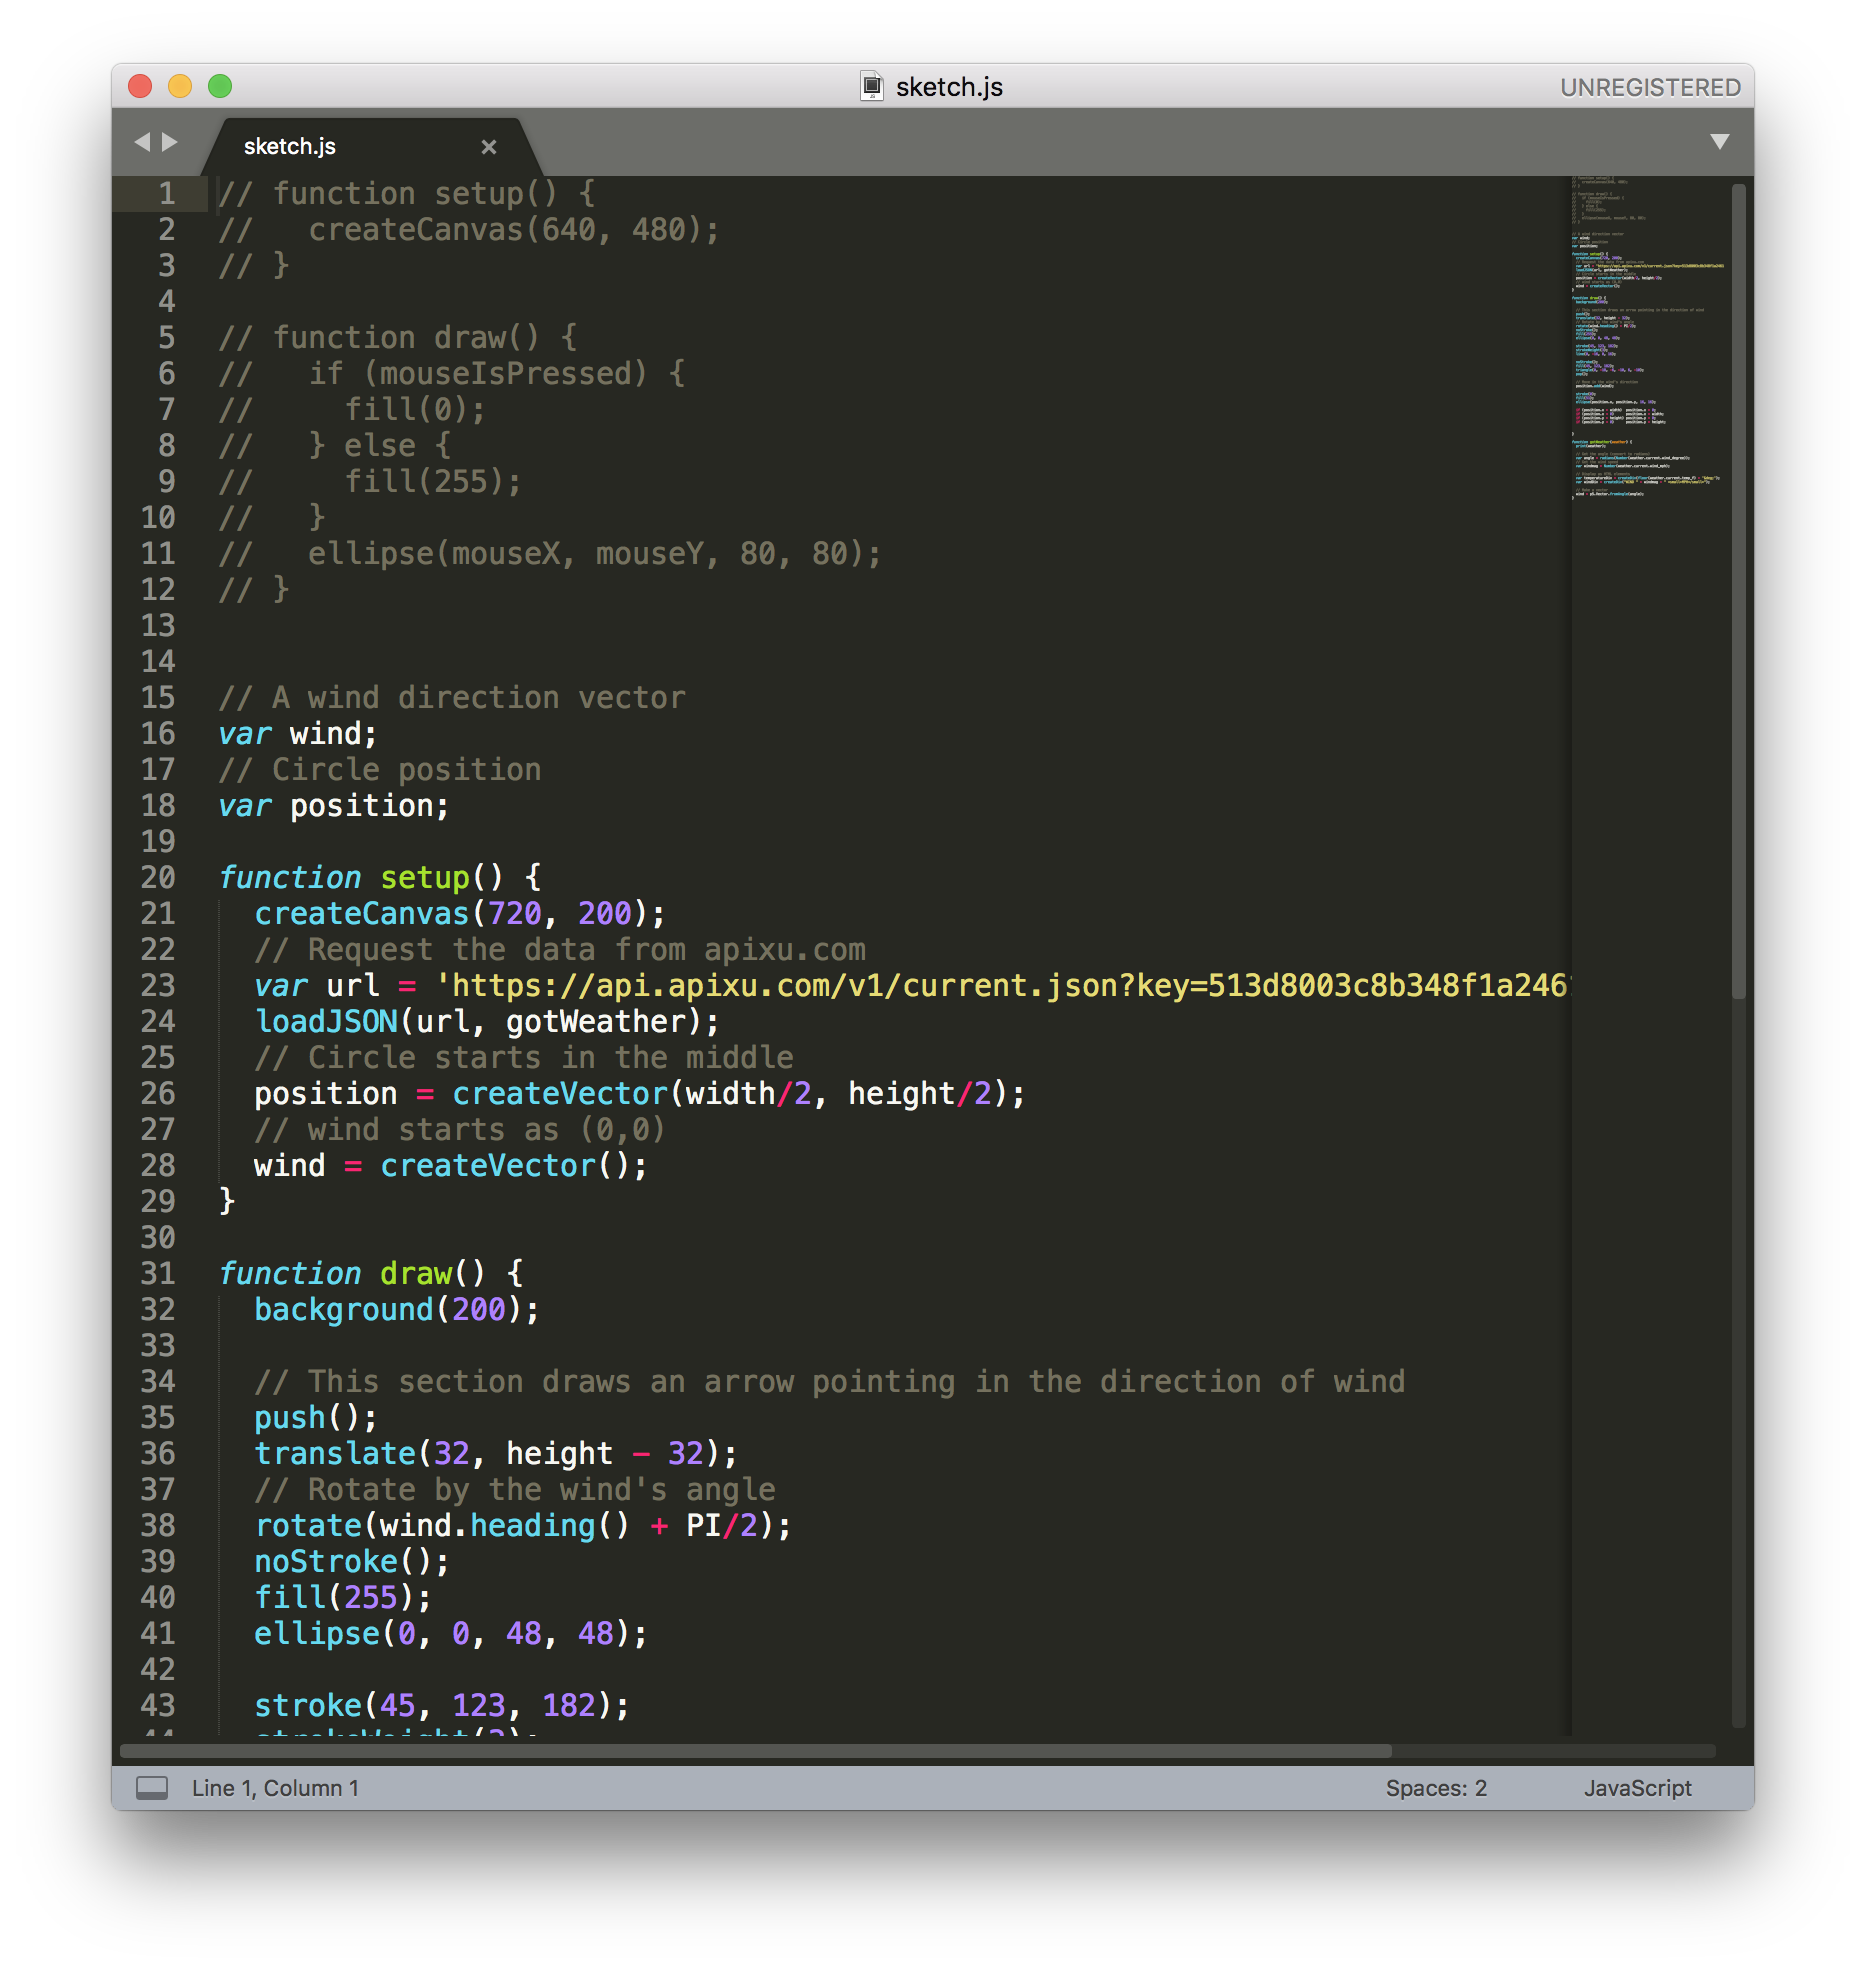 sketch.js
UNREGISTERED
sketch.js
1 // function setup() {
2 //   createCanvas(640, 480);
3 // }
4
5 // function draw() {
6 //   if (mouseIsPressed) {
7 //     fill(0);
8 //   } else {
9 //     fill(255);
10 //   }
11 //   ellipse(mouseX, mouseY, 80, 80);
12 // }
13
14
15 // A wind direction vector
16 var wind;
17 // Circle position
18 var position;
19
20 function setup() {
21   createCanvas(720, 200);
22   // Request the data from apixu.com
23   var url = 'https://api.apixu.com/v1/current.json?key=513d8003c8b348f1a246
24   loadJSON(url, gotWeather);
25   // Circle starts in the middle
26   position = createVector(width/2, height/2);
27   // wind starts as (0,0)
28   wind = createVector();
29 }
30
31 function draw() {
32   background(200);
33
34   // This section draws an arrow pointing in the direction of wind
35   push();
36   translate(32, height - 32);
37   // Rotate by the wind's angle
38   rotate(wind.heading() + PI/2);
39   noStroke();
40   fill(255);
41   ellipse(0, 0, 48, 48);
42
43   stroke(45, 123, 182);
44   strokeWeight(3);
Line 1, Column 1
Spaces: 2
JavaScript